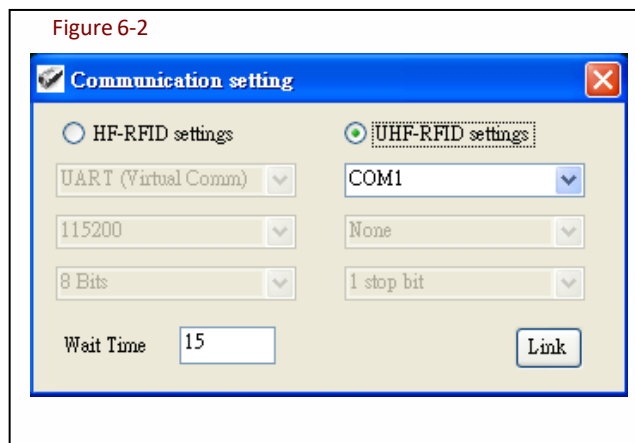 Figure 6-2
Communication setting
HF-RFID settings UHF-RFID settings
UART (Virtual Comm) COM1
115200 None
8 Bits 1 stop bit
Wait Time 15 Link